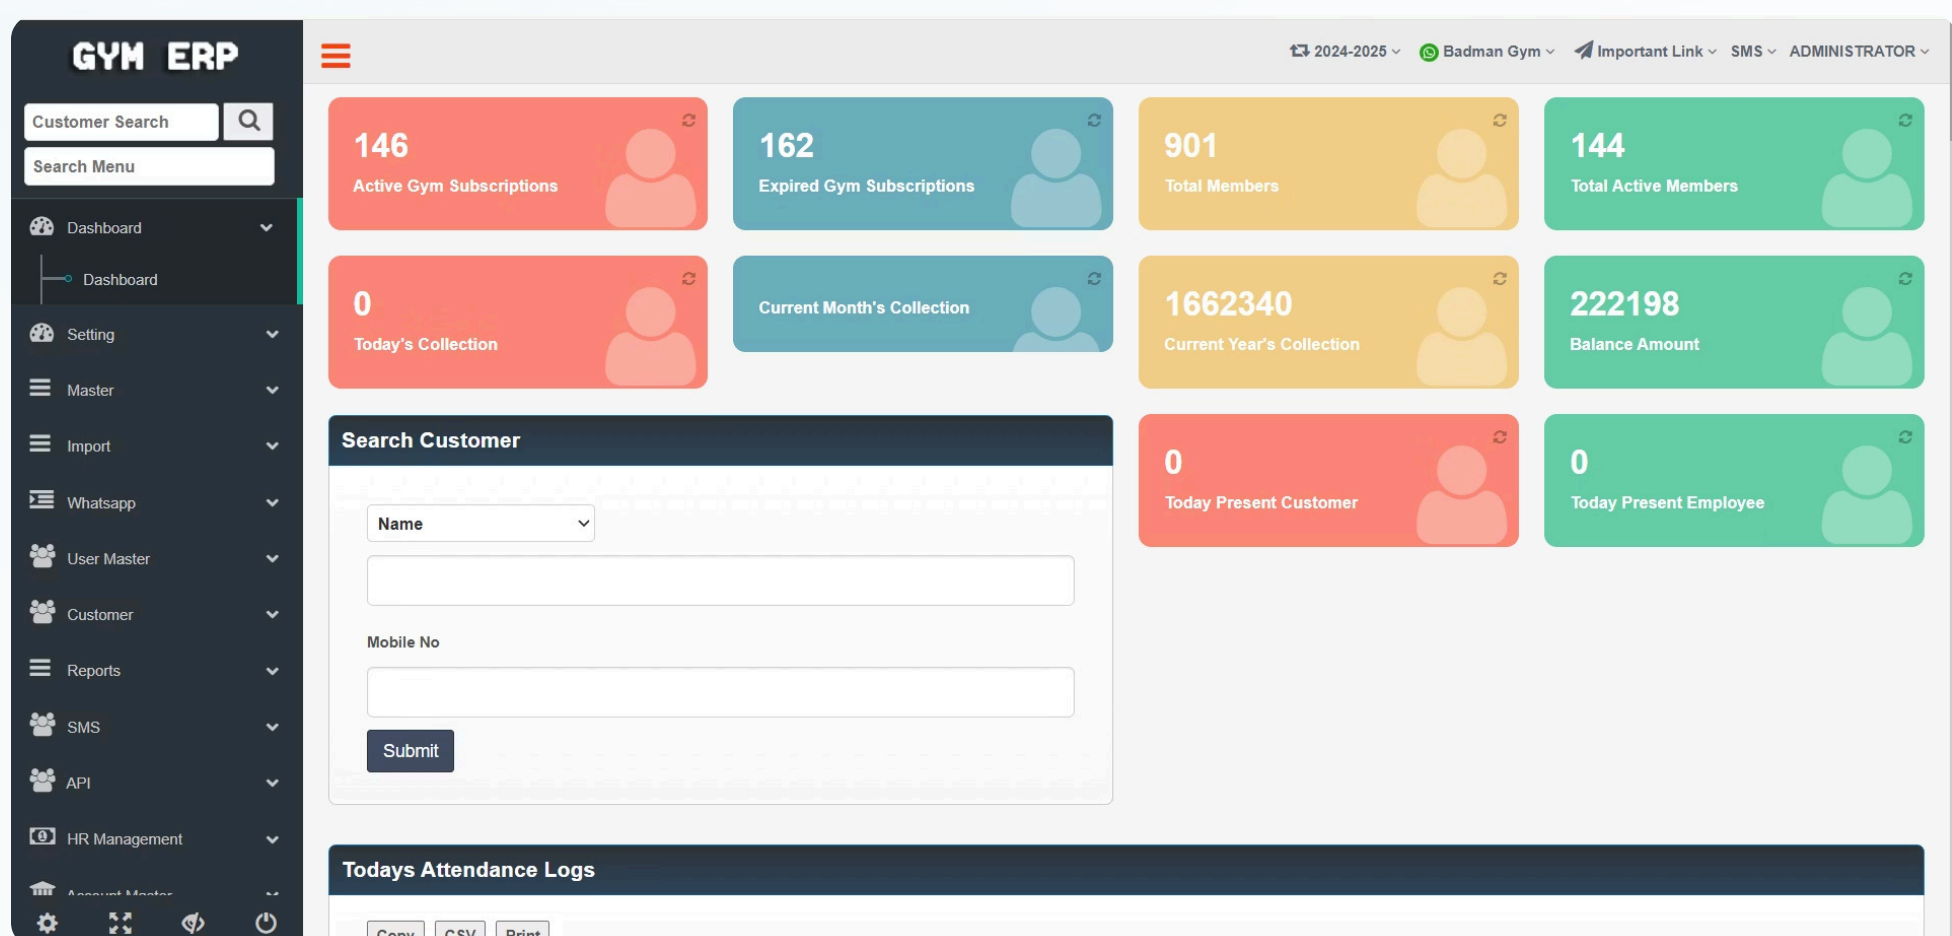 GYM ERP
2024-2025
Badman Gym
Important Link
SMS
ADMINISTRATOR
Customer Search
Search Menu
Dashboard
Dashboard
Setting
Master
Import
Whatsapp
User Master
Customer
Reports
SMS
API
HR Management
Account Master
146
Active Gym Subscriptions
162
Expired Gym Subscriptions
901
Total Members
144
Total Active Members
0
Today's Collection
Current Month's Collection
1662340
Current Year's Collection
222198
Balance Amount
Search Customer
Name
Mobile No
Submit
0
Today Present Customer
0
Today Present Employee
Todays Attendance Logs
Copy
CSV
Print